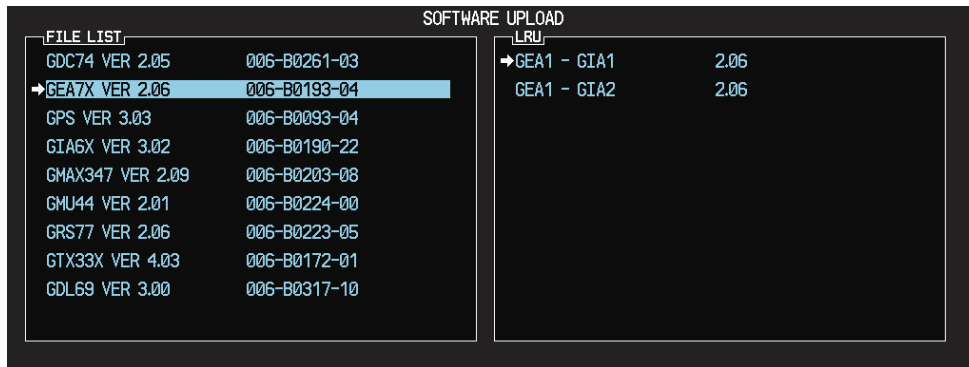 SOFTWARE UPLOAD
FILE LIST
GDC74 VER 2.05 006-B0261-03
GEA7X VER 2.06 006-B0193-04
GPS VER 3.03 006-B0093-04
GIA6X VER 3.02 006-B0190-22
GMAX347 VER 2.09 006-B0203-08
GMU44 VER 2.01 006-B0224-00
GRS77 VER 2.06 006-B0223-05
GTX33X VER 4.03 006-B0172-01
GDL69 VER 3.00 006-B0317-10
LRU
GEA1 - GIA1 2.06
GEA1 - GIA2 2.06